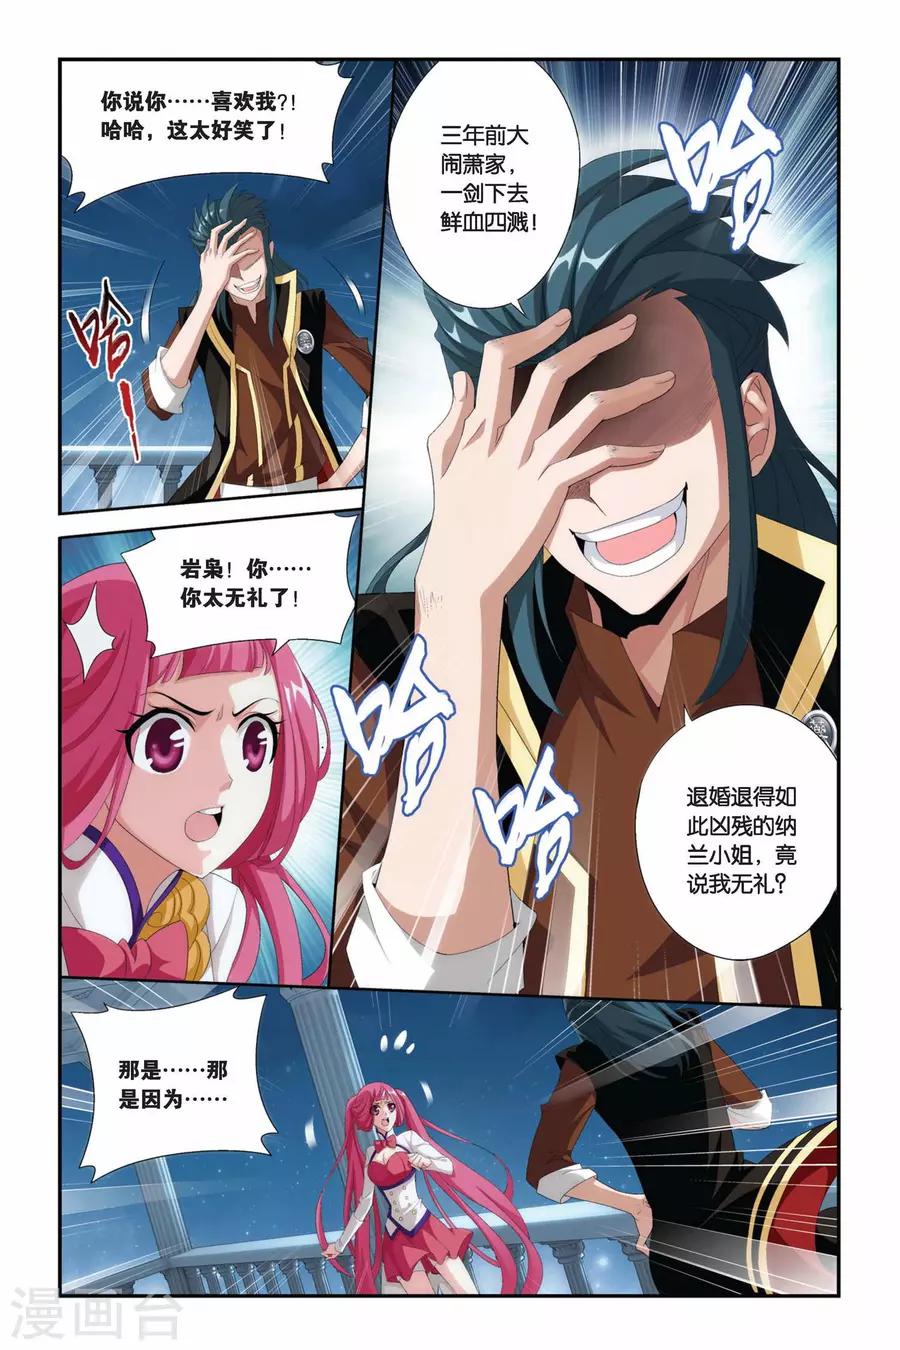 你说你……喜欢我?!
哈哈，这太好笑了!
哈
三年前大
闹萧家，
一剑下去
鲜血四溅!
哈
岩枭! 你……
你太无礼了!
哈
哈
退婚退得如
此凶残的纳
兰小姐，竟
说我无礼?
那是……那
是因为……
漫画台